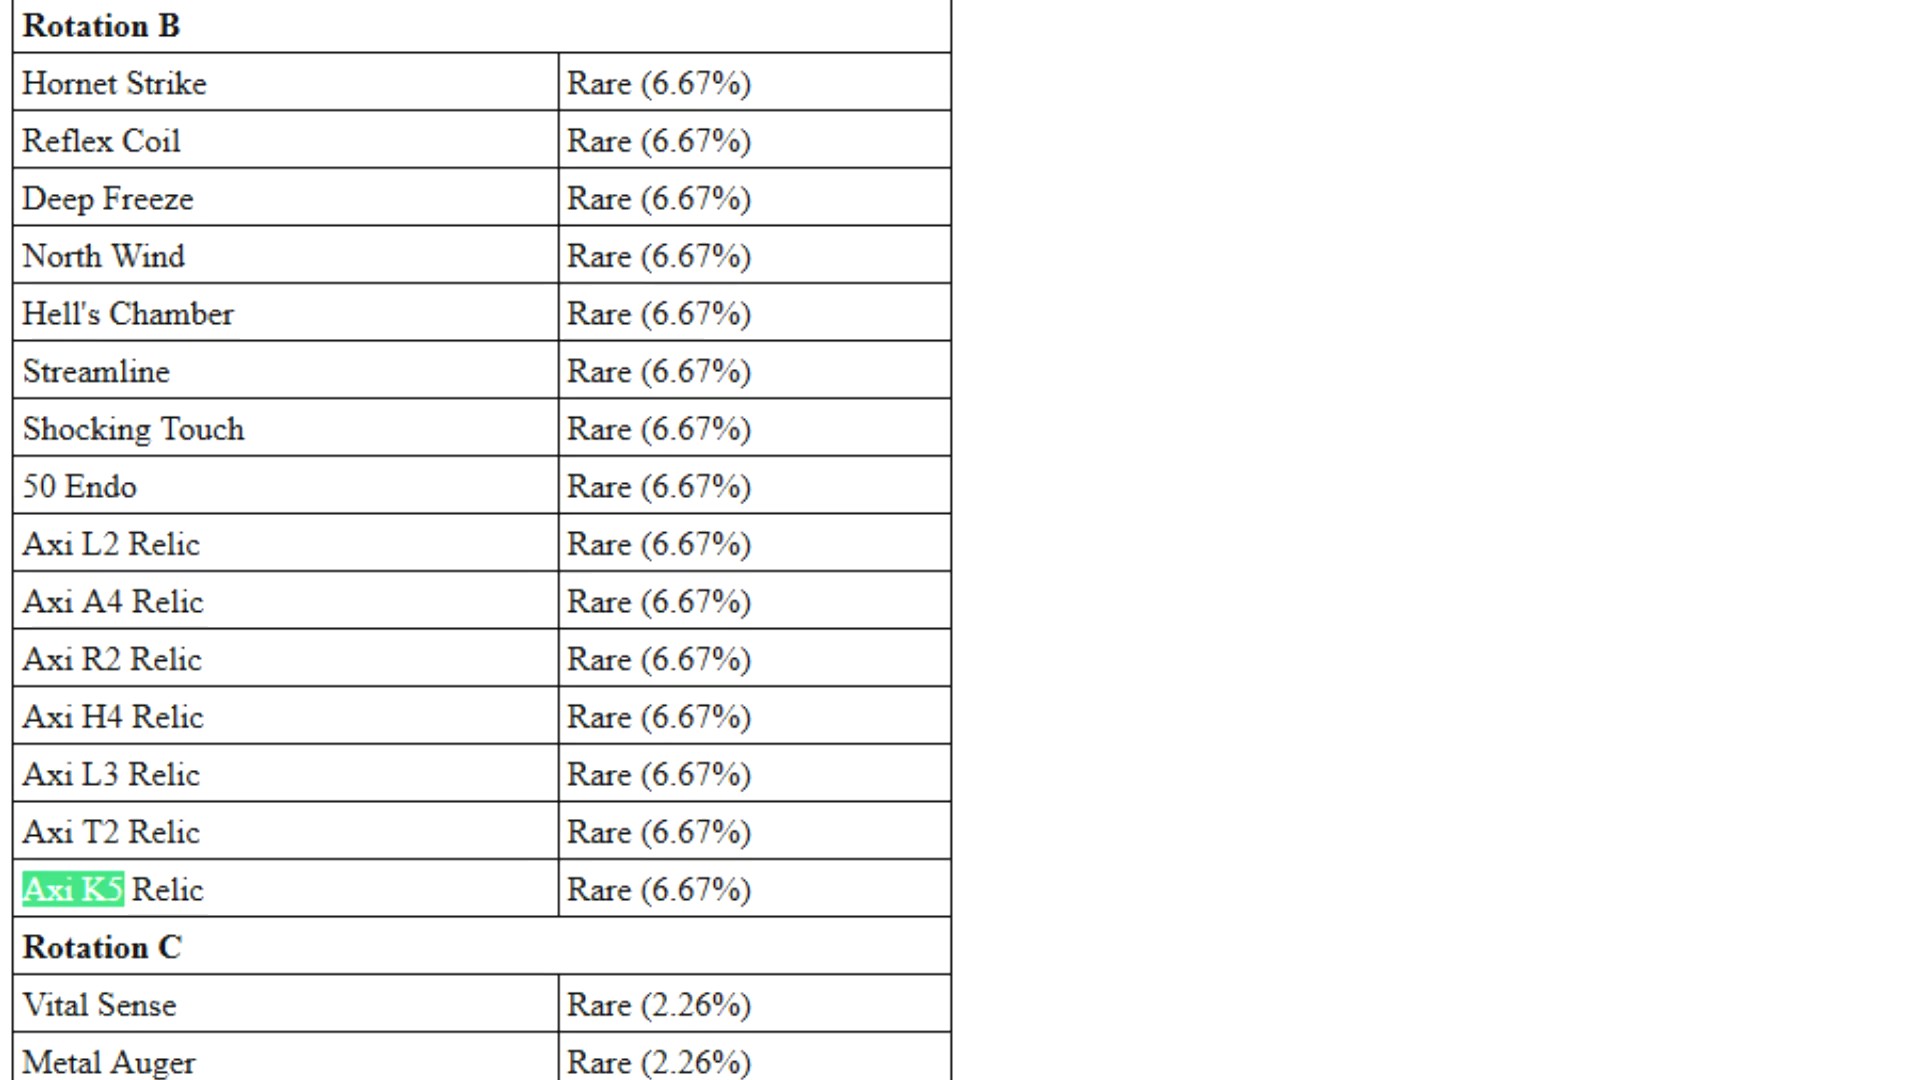 Rotation B
Hornet Strike Rare (6.67%)
Reflex Coil Rare (6.67%)
Deep Freeze Rare (6.67%)
North Wind Rare (6.67%)
Hell's Chamber Rare (6.67%)
Streamline Rare (6.67%)
Shocking Touch Rare (6.67%)
50 Endo Rare (6.67%)
Axi L2 Relic Rare (6.67%)
Axi A4 Relic Rare (6.67%)
Axi R2 Relic Rare (6.67%)
Axi H4 Relic Rare (6.67%)
Axi L3 Relic Rare (6.67%)
Axi T2 Relic Rare (6.67%)
Axi K5 Relic Rare (6.67%)
Rotation C
Vital Sense Rare (2.26%)
Metal Auger Rare (2.26%)